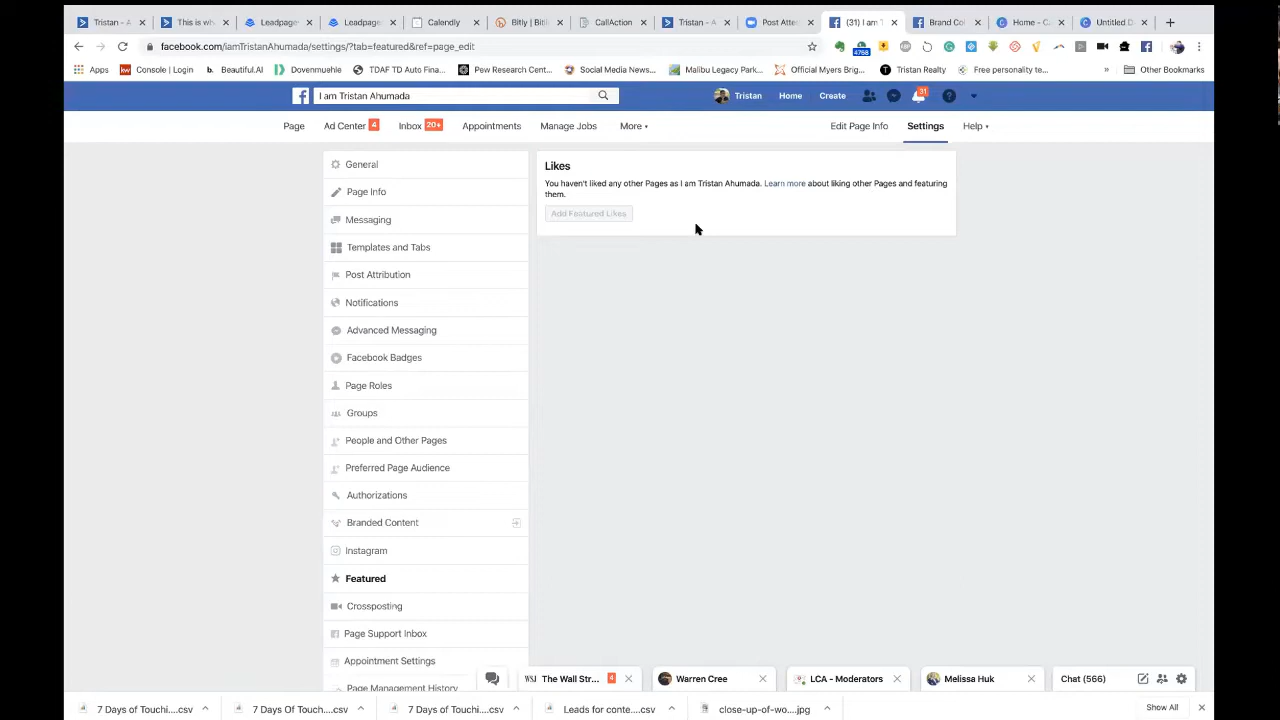 Tristan - A
This is wh
Leadpage
Leadpage
Calendly
Bitly | Bitl
CallAction
Tristan - A
Post Atten
(31) I am T
Brand Col
Home - C
Untitled D
facebook.com/iamTristanAhumada/settings/?tab=featured&ref=page_edit
4768
Apps
Console | Login
Beautiful.AI
Dovenmuehle
TDAF TD Auto Fina...
Pew Research Cent...
Social Media News...
Malibu Legacy Park...
Official Myers Brig...
Tristan Realty
Free personality te...
»
Other Bookmarks
I am Tristan Ahumada
Tristan
Home
Create
31
Page
Ad Center 4
Inbox 20+
Appointments
Manage Jobs
More
Edit Page Info
Settings
Help
General
Page Info
Messaging
Templates and Tabs
Post Attribution
Notifications
Advanced Messaging
Facebook Badges
Page Roles
Groups
People and Other Pages
Preferred Page Audience
Authorizations
Branded Content
Instagram
Featured
Crossposting
Page Support Inbox
Appointment Settings
Page Management History
Likes
You haven't liked any other Pages as I am Tristan Ahumada. Learn more about liking other Pages and featuring
them.
Add Featured Likes
WSJ The Wall Str... 4
Warren Cree
LCA - Moderators
Melissa Huk
Chat (566)
7 Days of Touchi....csv
7 Days Of Touch....csv
7 Days of Touchi....csv
Leads for conte....csv
close-up-of-wo....jpg
Show All